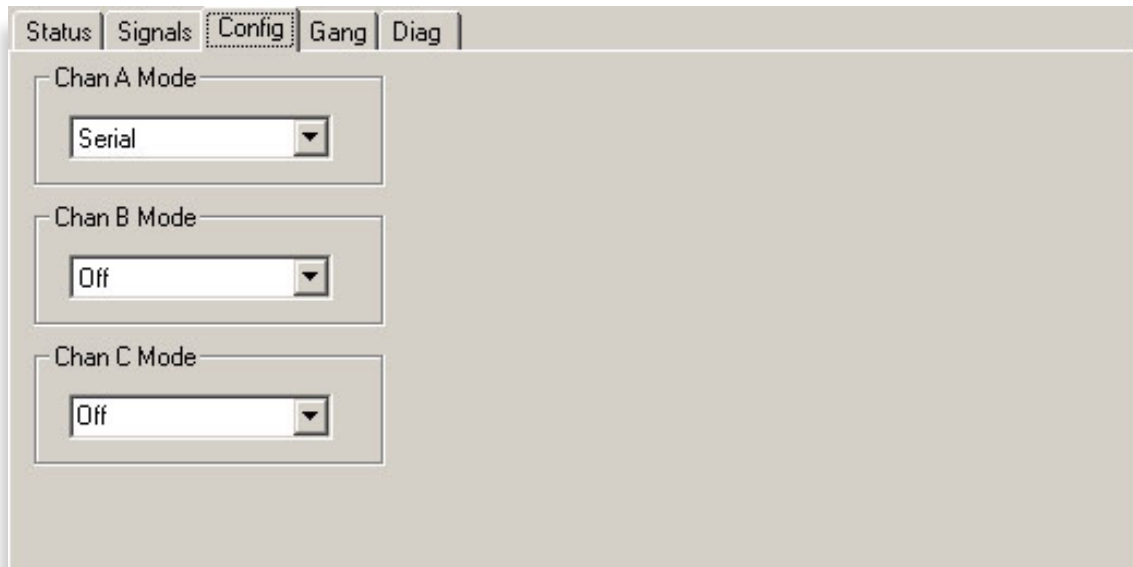 Status Signals Config Gang Diag
Chan A Mode
Serial
Chan B Mode
Off
Chan C Mode
Off